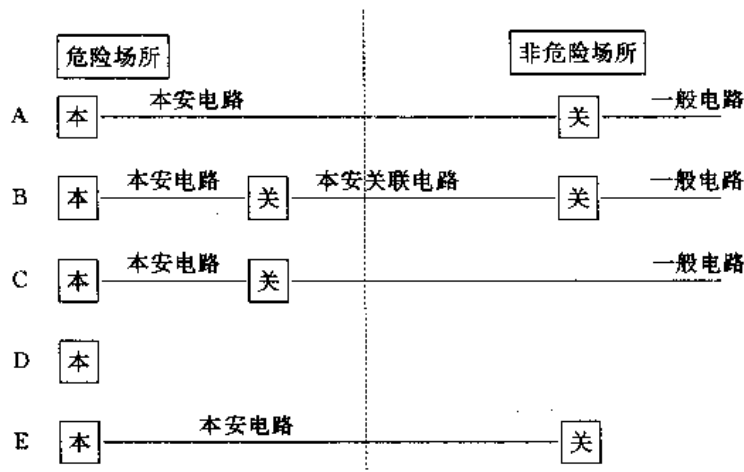 危险场所 非危险场所
A 本 本安电路 关 一般电路
B 本 本安电路 关 本安关联电路 关 一般电路
C 本 本安电路 关 一般电路
D 本
E 本 本安电路 关